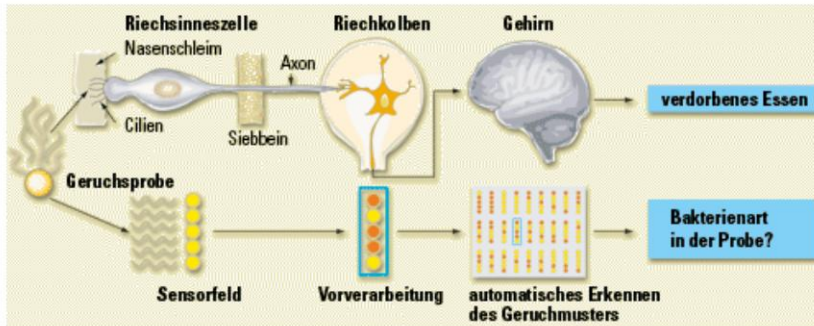 Riechsinneszelle
Riechkolben
Gehirn
Nasenschleim
Axon
Cilien
Siebbein
verdorbenes Essen
Geruchsprobe
Sensorfeld
Vorverarbeitung
automatisches Erkennen
des Geruchmusters
Bakterienart
in der Probe?